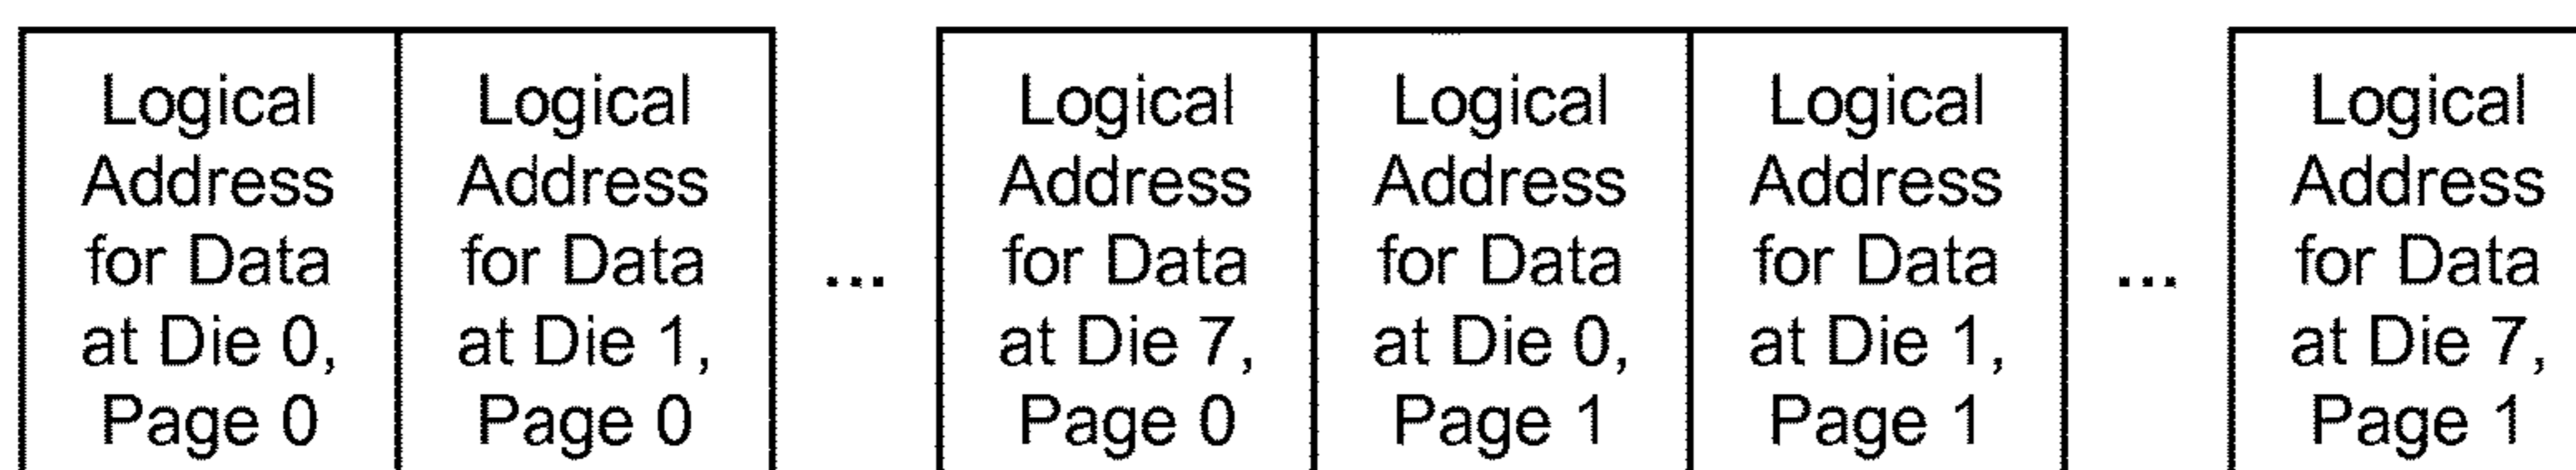 Logical
Address
for Data
at Die 0,
Page 0
Logical
Address
for Data
at Die 1,
Page 0
...
Logical
Address
for Data
at Die 7,
Page 0
Logical
Address
for Data
at Die 0,
Page 1
Logical
Address
for Data
at Die 1,
Page 1
...
Logical
Address
for Data
at Die 7,
Page 1